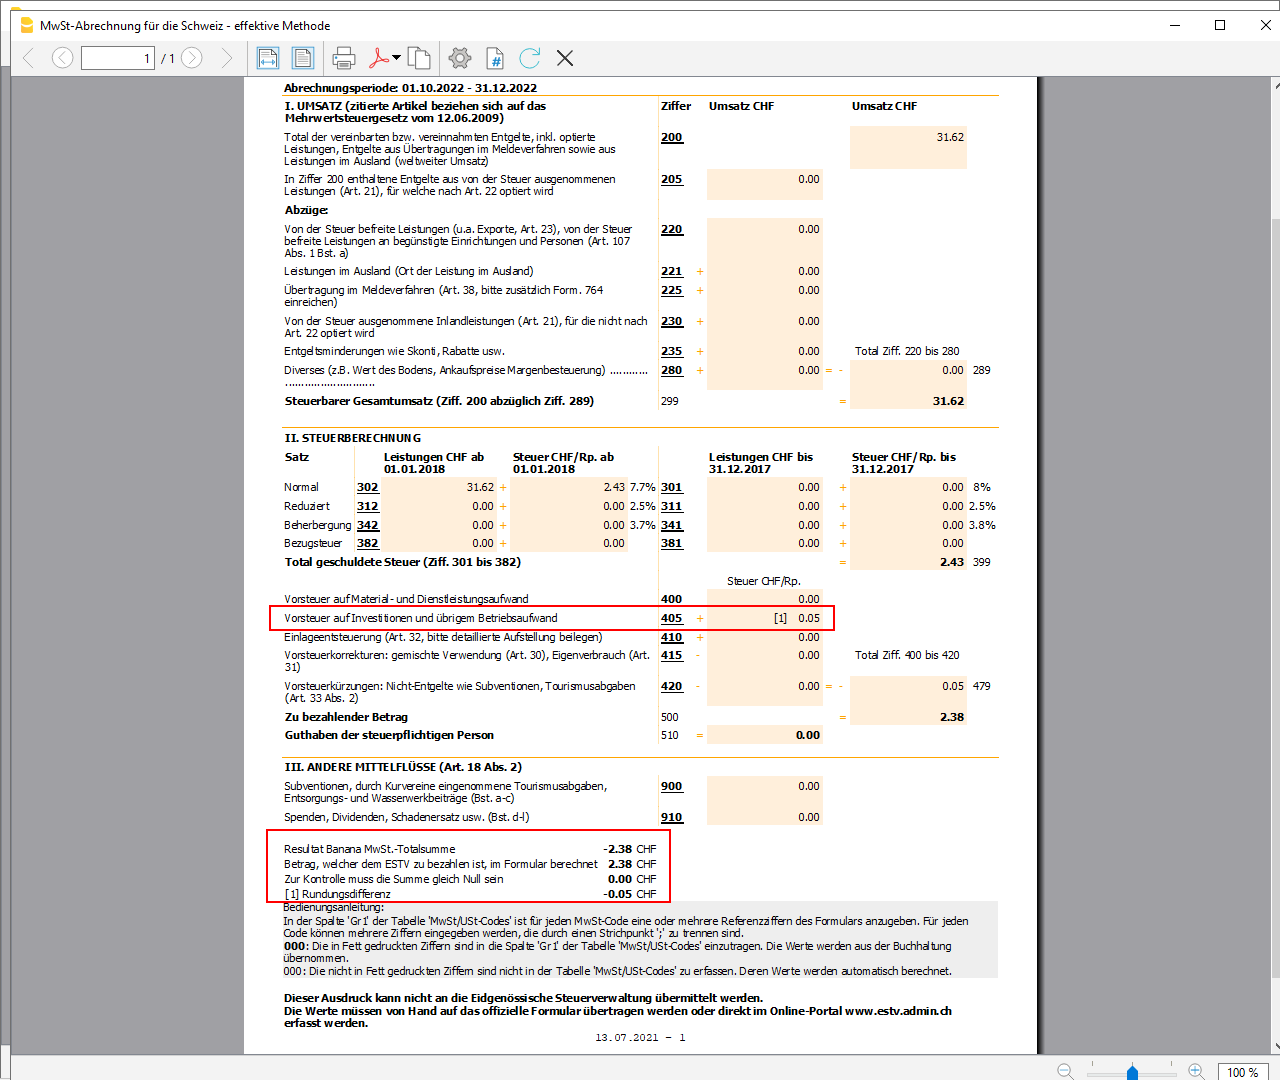 MwSt-Abrechnung für die Schweiz - effektive Methode
1 / 1
Abrechnungsperiode: 01.10.2022 - 31.12.2022
I. UMSATZ (zitierte Artikel beziehen sich auf das Ziffer Umsatz CHF Umsatz CHF
Mehrwertsteuergesetz vom 12.06.2009)
Total der vereinbarten bzw. vereinnahmten Entgelte, inkl. optierte 200 31.62
Leistungen, Entgelte aus Übertragungen im Meldeverfahren sowie aus
Leistungen im Ausland (weltweiter Umsatz)
In Ziffer 200 enthaltene Entgelte aus von der Steuer ausgenommenen 205 0.00
Leistungen (Art. 21), für welche nach Art. 22 optiert wird
Abzüge:
Von der Steuer befreite Leistungen (u.a. Exporte, Art. 23), von der Steuer 220 0.00
befreite Leistungen an begünstigte Einrichtungen und Personen (Art. 107
Abs. 1 Bst. a)
Leistungen im Ausland (Ort der Leistung im Ausland) 221 + 0.00
Übertragung im Meldeverfahren (Art. 38, bitte zusätzlich Form. 764 225 + 0.00
einreichen)
Von der Steuer ausgenommene Inlandleistungen (Art. 21), für die nicht nach 230 + 0.00
Art. 22 optiert wird
Entgeltsminderungen wie Skonti, Rabatte usw. 235 + 0.00 Total Ziff. 220 bis 280
Diverses (z.B. Wert des Bodens, Ankaufspreise Margenbesteuerung) ............ 280 + 0.00 = - 0.00 289
............................
Steuerbarer Gesamtumsatz (Ziff. 200 abzüglich Ziff. 289) 299 = 31.62
II. STEUERBERECHNUNG
Satz Leistungen CHF ab Steuer CHF/Rp. ab Leistungen CHF bis Steuer CHF/Rp. bis
01.01.2018 01.01.2018 31.12.2017 31.12.2017
Normal 302 31.62 + 2.43 7.7% 301 0.00 + 0.00 8%
Reduziert 312 0.00 + 0.00 2.5% 311 0.00 + 0.00 2.5%
Beherbergung 342 0.00 + 0.00 3.7% 341 0.00 + 0.00 3.8%
Bezugsteuer 382 0.00 + 0.00 381 0.00 + 0.00
Total geschuldete Steuer (Ziff. 301 bis 382) = 2.43 399
Steuer CHF/Rp.
Vorsteuer auf Material- und Dienstleistungsaufwand 400 0.00
Vorsteuer auf Investitionen und übrigem Betriebsaufwand 405 + [1] 0.05
Einlageentsteuerung (Art. 32, bitte detaillierte Aufstellung beilegen) 410 + 0.00
Vorsteuerkorrekturen: gemischte Verwendung (Art. 30), Eigenverbrauch (Art. 415 - 0.00 Total Ziff. 400 bis 420
31)
Vorsteuerkürzungen: Nicht-Entgelte wie Subventionen, Tourismusabgaben 420 - 0.00 = - 0.05 479
(Art. 33 Abs. 2)
Zu bezahlender Betrag 500 = 2.38
Guthaben der steuerpflichtigen Person 510 = 0.00
III. ANDERE MITTELFLÜSSE (Art. 18 Abs. 2)
Subventionen, durch Kurvereine eingenommene Tourismusabgaben, 900 0.00
Entsorgungs- und Wasserwerkbeiträge (Bst. a-c)
Spenden, Dividenden, Schadenersatz usw. (Bst. d-l) 910 0.00
Resultat Banana MwSt.-Totalsumme -2.38 CHF
Betrag, welcher dem ESTV zu bezahlen ist, im Formular berechnet 2.38 CHF
Zur Kontrolle muss die Summe gleich Null sein 0.00 CHF
[1] Rundungsdifferenz -0.05 CHF
Bedienungsanleitung:
In der Spalte 'Gr1' der Tabelle 'MwSt/USt-Codes' ist für jeden MwSt-Code eine oder mehrere Referenzziffern des Formulars anzugeben. Für jeden
Code können mehrere Ziffern eingegeben werden, die durch einen Strichpunkt ';' zu trennen sind.
000: Die in Fett gedruckten Ziffern sind in die Spalte 'Gr1' der Tabelle 'MwSt/USt-Codes' einzutragen. Die Werte werden aus der Buchhaltung
übernommen.
000: Die nicht in Fett gedruckten Ziffern sind nicht in der Tabelle 'MwSt/USt-Codes' zu erfassen. Deren Werte werden automatisch berechnet.
Dieser Ausdruck kann nicht an die Eidgenössische Steuerverwaltung übermittelt werden.
Die Werte müssen von Hand auf das offizielle Formular übertragen werden oder direkt im Online-Portal www.estv.admin.ch
erfasst werden.
13.07.2021 - 1
100 %